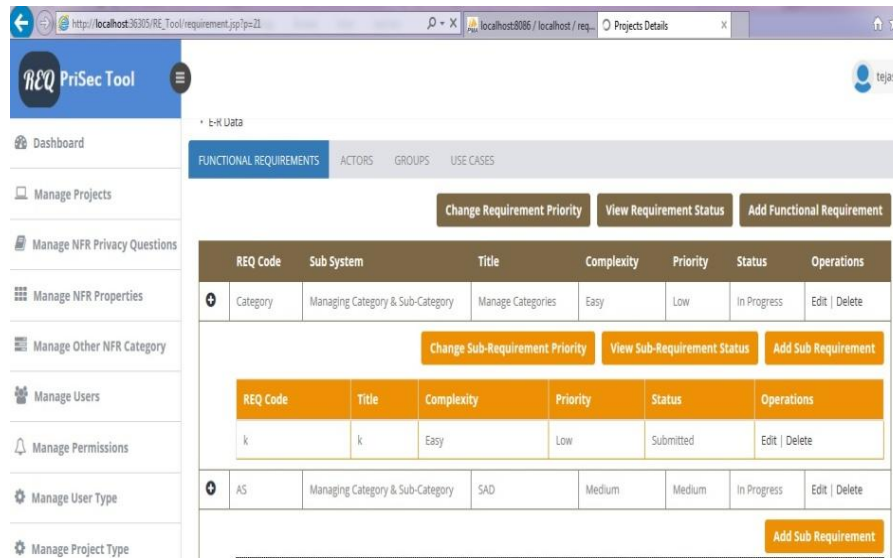 http://localhost:36305/RE_Tool/requirement.jsp?p=21
localhost:8086 / localhost / req...
Projects Details
REQ PriSec Tool
tejas
Dashboard
Manage Projects
Manage NFR Privacy Questions
Manage NFR Properties
Manage Other NFR Category
Manage Users
Manage Permissions
Manage User Type
Manage Project Type
E-R Data
FUNCTIONAL REQUIREMENTS ACTORS GROUPS USE CASES
Change Requirement Priority View Requirement Status Add Functional Requirement
REQ Code Sub System Title Complexity Priority Status Operations
Category Managing Category & Sub-Category Manage Categories Easy Low In Progress Edit | Delete
Change Sub-Requirement Priority View Sub-Requirement Status Add Sub Requirement
REQ Code Title Complexity Priority Status Operations
k k Easy Low Submitted Edit | Delete
AS Managing Category & Sub-Category SAD Medium Medium In Progress Edit | Delete
Add Sub Requirement